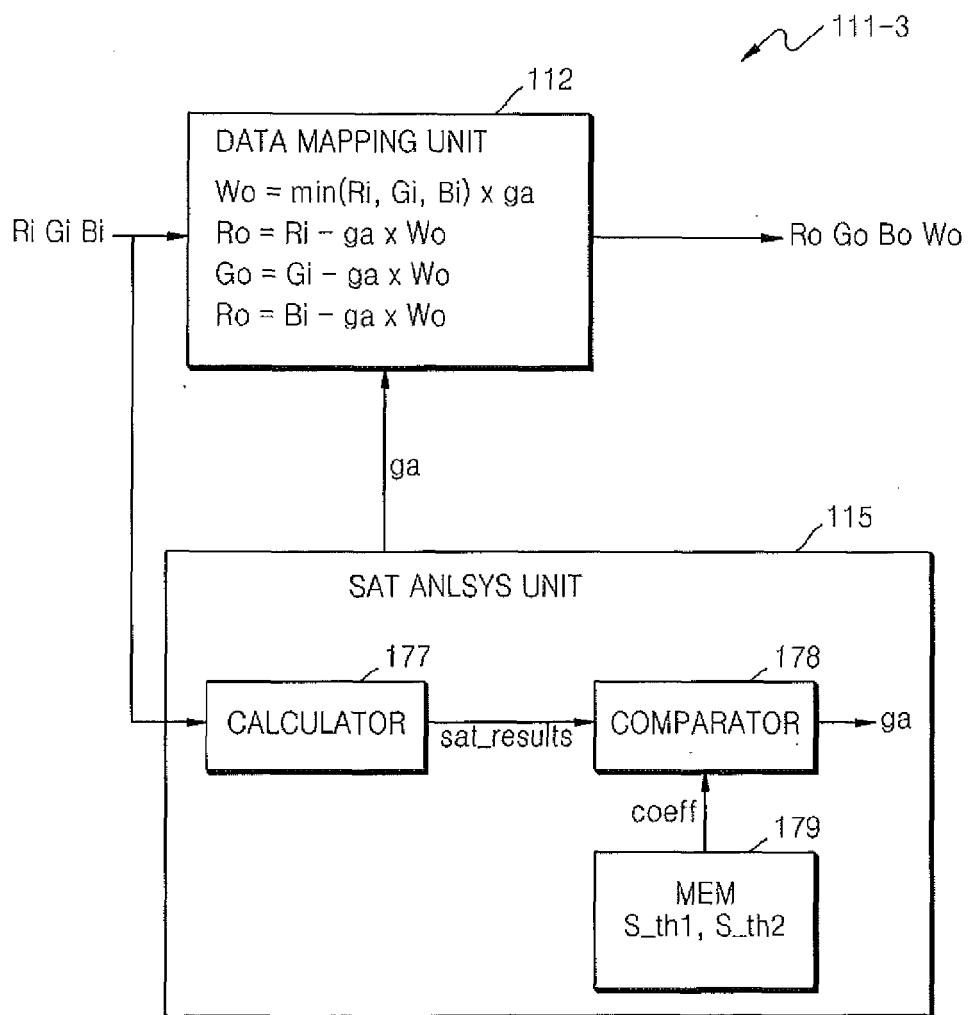 111-3
112
DATA MAPPING UNIT
Wo = min(Ri, Gi, Bi) x ga
Ro = Ri – ga x Wo
Go = Gi – ga x Wo
Ro = Bi – ga x Wo
Ri Gi Bi
Ro Go Bo Wo
ga
115
SAT ANLSYS UNIT
177
CALCULATOR
sat_results
178
COMPARATOR
ga
coeff
179
MEM
S_th1, S_th2